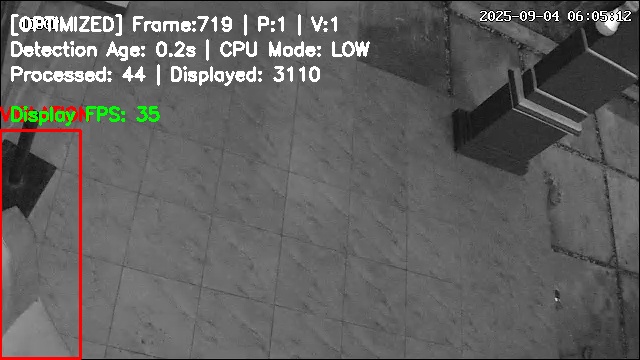 [OPTIMIZED] Frame:719 | P:1 | V:1
2025-09-04 06:05:12
Detection Age: 0.2s | CPU Mode: LOW
Processed: 44 | Displayed: 3110
Display FPS: 35